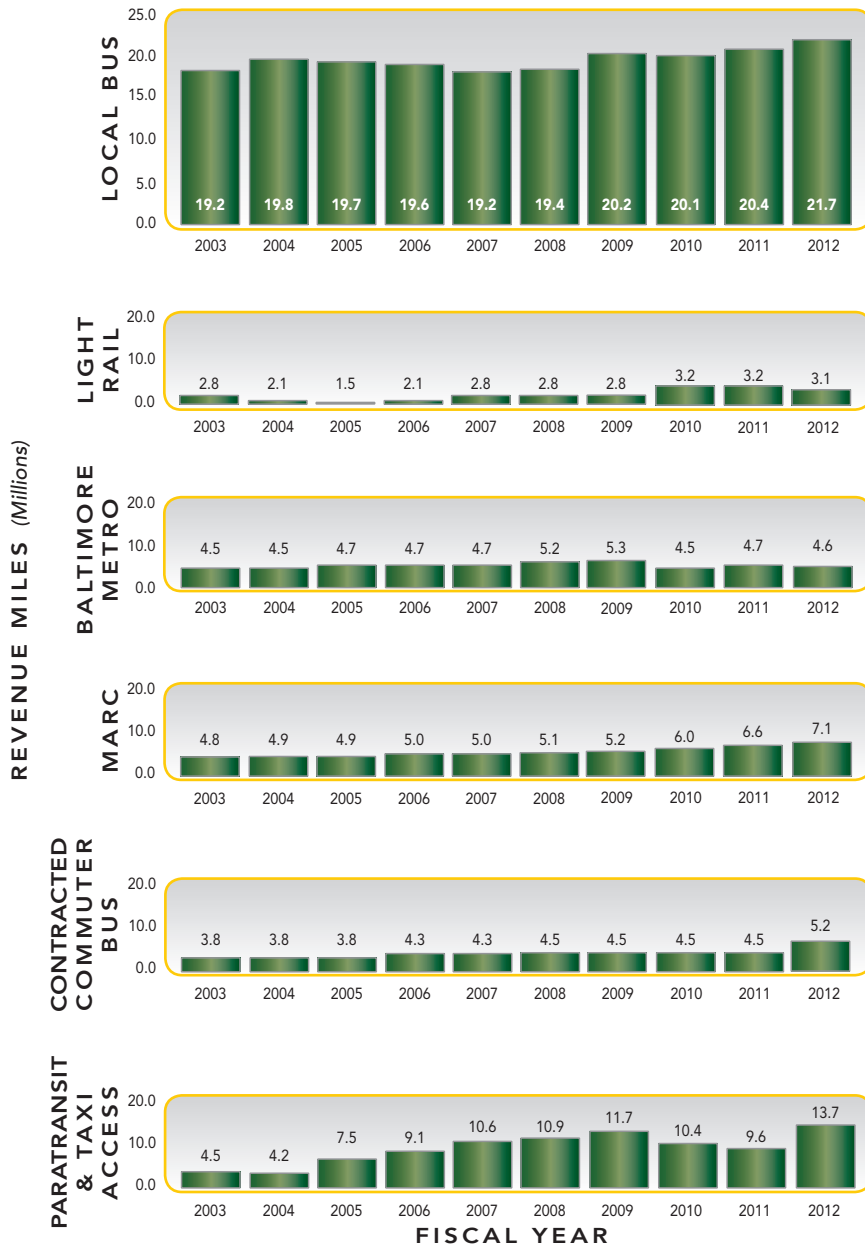 REVENUE MILES (Millions)
LOCAL BUS
25.0
20.0
15.0
10.0
5.0
0.0
19.2 19.8 19.7 19.6 19.2 19.4 20.2 20.1 20.4 21.7
2003 2004 2005 2006 2007 2008 2009 2010 2011 2012
LIGHT
RAIL
20.0
10.0
0.0
2.8 2.1 1.5 2.1 2.8 2.8 2.8 3.2 3.2 3.1
2003 2004 2005 2006 2007 2008 2009 2010 2011 2012
BALTIMORE
METRO
20.0
10.0
0.0
4.5 4.5 4.7 4.7 4.7 5.2 5.3 4.5 4.7 4.6
2003 2004 2005 2006 2007 2008 2009 2010 2011 2012
MARC
20.0
10.0
0.0
4.8 4.9 4.9 5.0 5.0 5.1 5.2 6.0 6.6 7.1
2003 2004 2005 2006 2007 2008 2009 2010 2011 2012
CONTRACTED
COMMUTER
BUS
20.0
10.0
0.0
3.8 3.8 3.8 4.3 4.3 4.5 4.5 4.5 4.5 5.2
2003 2004 2005 2006 2007 2008 2009 2010 2011 2012
PARATRANSIT
& TAXI
ACCESS
20.0
10.0
0.0
4.5 4.2 7.5 9.1 10.6 10.9 11.7 10.4 9.6 13.7
2003 2004 2005 2006 2007 2008 2009 2010 2011 2012
FISCAL YEAR